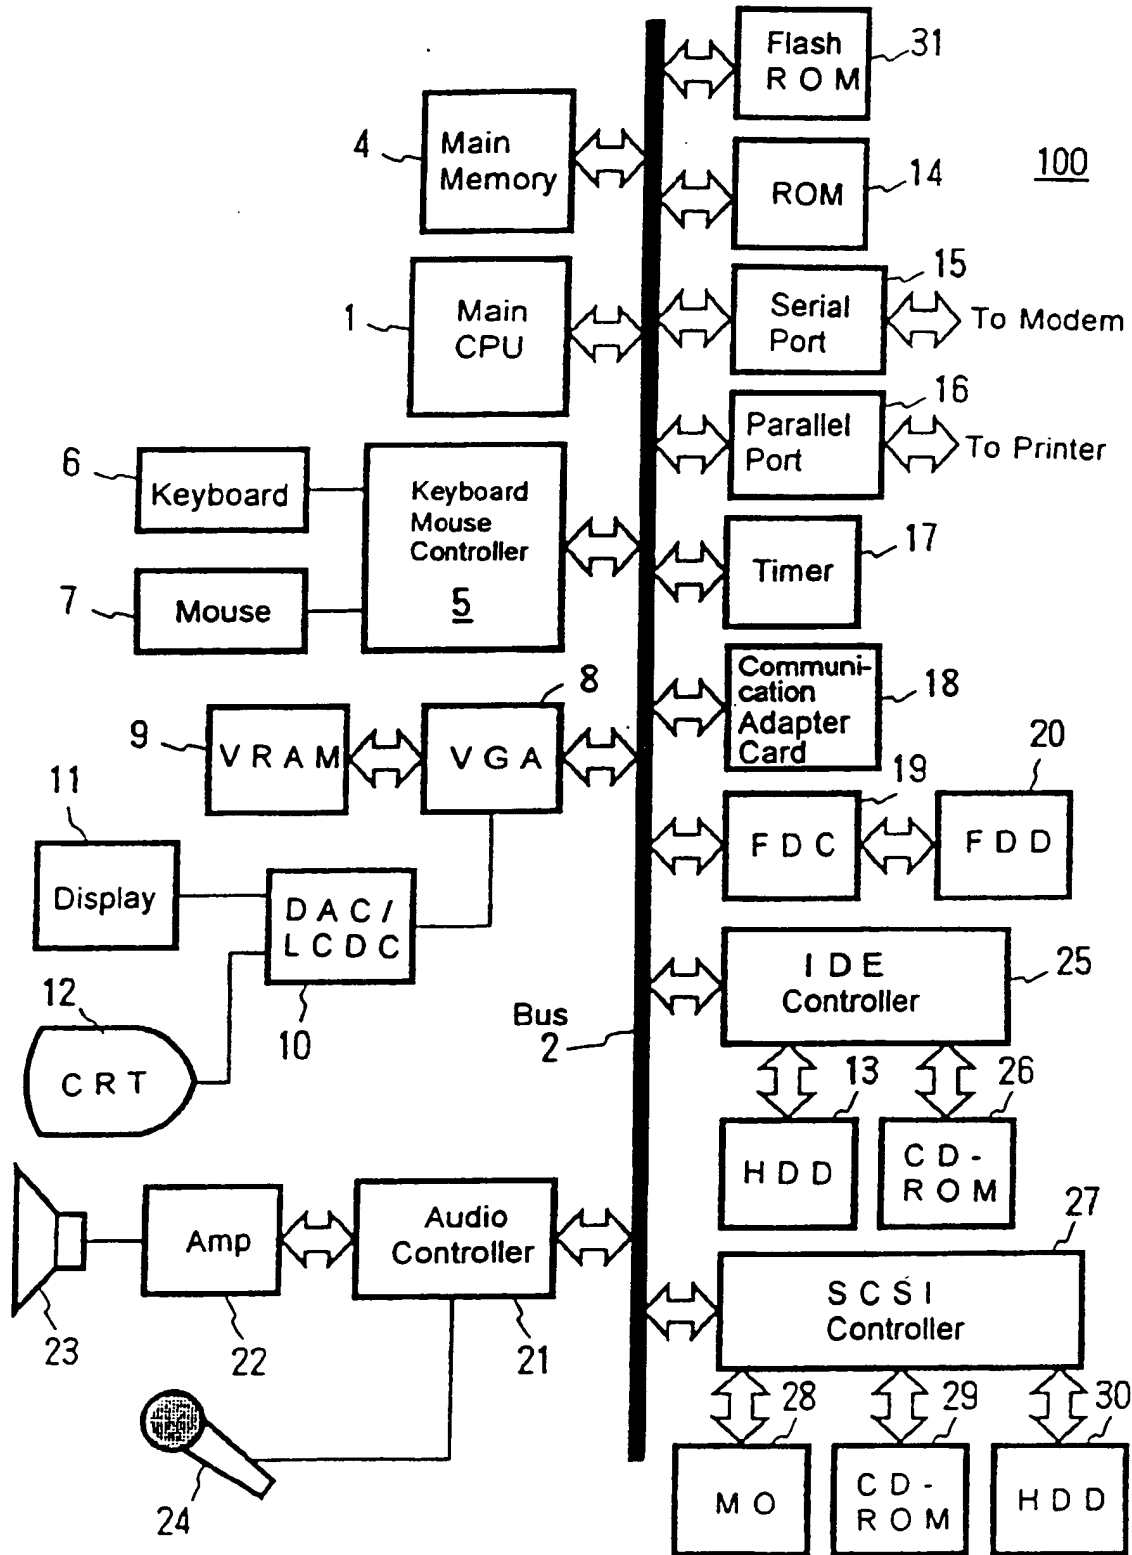 Flash
ROM
31
4
Main
Memory
100
ROM
14
1
Main
CPU
15
Serial
Port
To Modem
16
Parallel
Port
To Printer
6
Keyboard
Keyboard
Mouse
Controller
5
7
Mouse
Timer
17
Communi-
cation
Adapter
Card
18
8
9
VRAM
VGA
19
20
FDC
FDD
11
Display
DAC/
LCDC
10
IDE
Controller
25
12
CRT
Bus
2
13
26
HDD
CD-
ROM
Amp
Audio
Controller
27
SCSI
Controller
23
22
21
24
28
29
30
MO
CD-
ROM
HDD